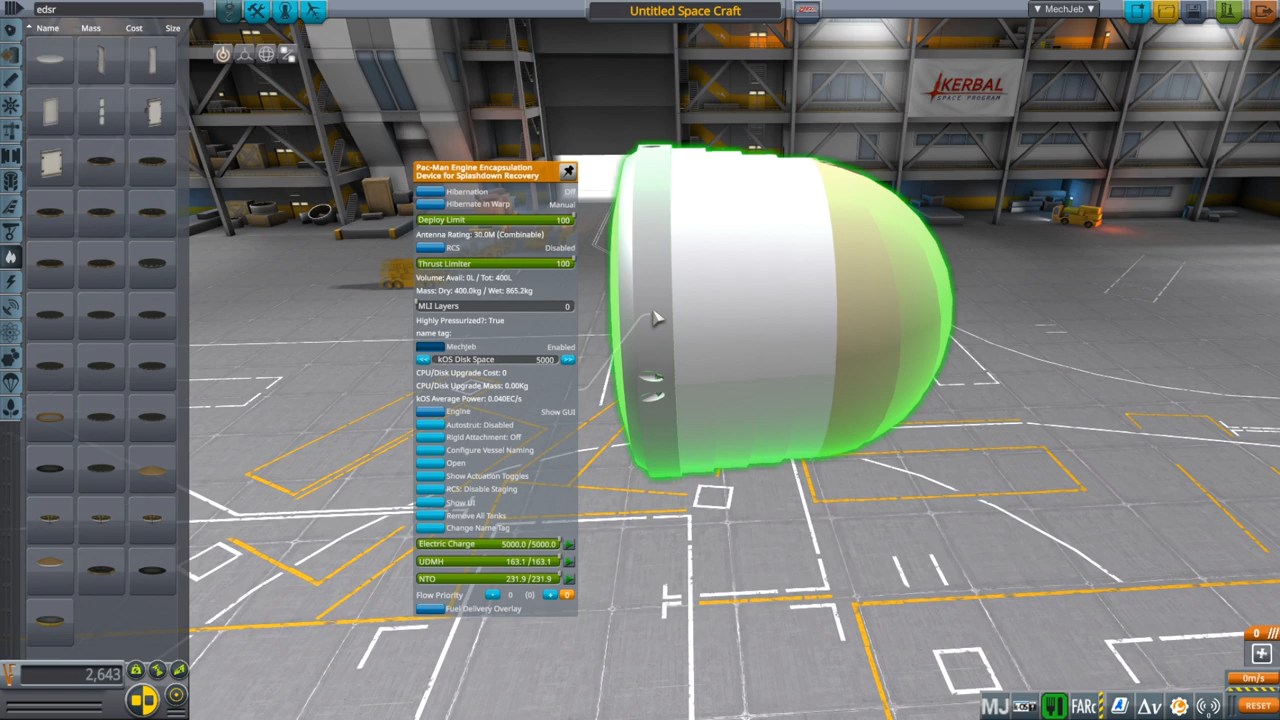 edsr
Untitled Space Craft
▼ MechJeb ▼
Name Mass Cost Size
KERBAL
SPACE PROGRAM
Pac-Man Engine Encapsulation
Device for Splashdown Recovery
Hibernation Off
Hibernate in Warp Manual
Deploy Limit 100
Antenna Rating: 30.0M (Combinable)
RCS Disabled
Thrust Limiter 100
Volume: Avail: 0L / Tot: 400L
Mass: Dry: 400.0kg / Wet: 865.2kg
MLI Layers 0
Highly Pressurized?: True
name tag:
MechJeb Enabled
<< kOS Disk Space 5000 >>
CPU/Disk Upgrade Cost: 0
CPU/Disk Upgrade Mass: 0.00Kg
kOS Average Power: 0.040EC/s
Engine Show GUI
Autostrut: Disabled
Rigid Attachment: Off
Configure Vessel Naming
Open
Show Actuation Toggles
RCS: Disable Staging
Show UI
Remove All Tanks
Change Name Tag
Electric Charge 5000.0 / 5000.0
UDMH 163.1 / 163.1
NTO 231.9 / 231.9
Flow Priority - 0 (0) + 0
Fuel Delivery Overlay
2,643
0
0m/s
MJ kOS FARc Δv RESET